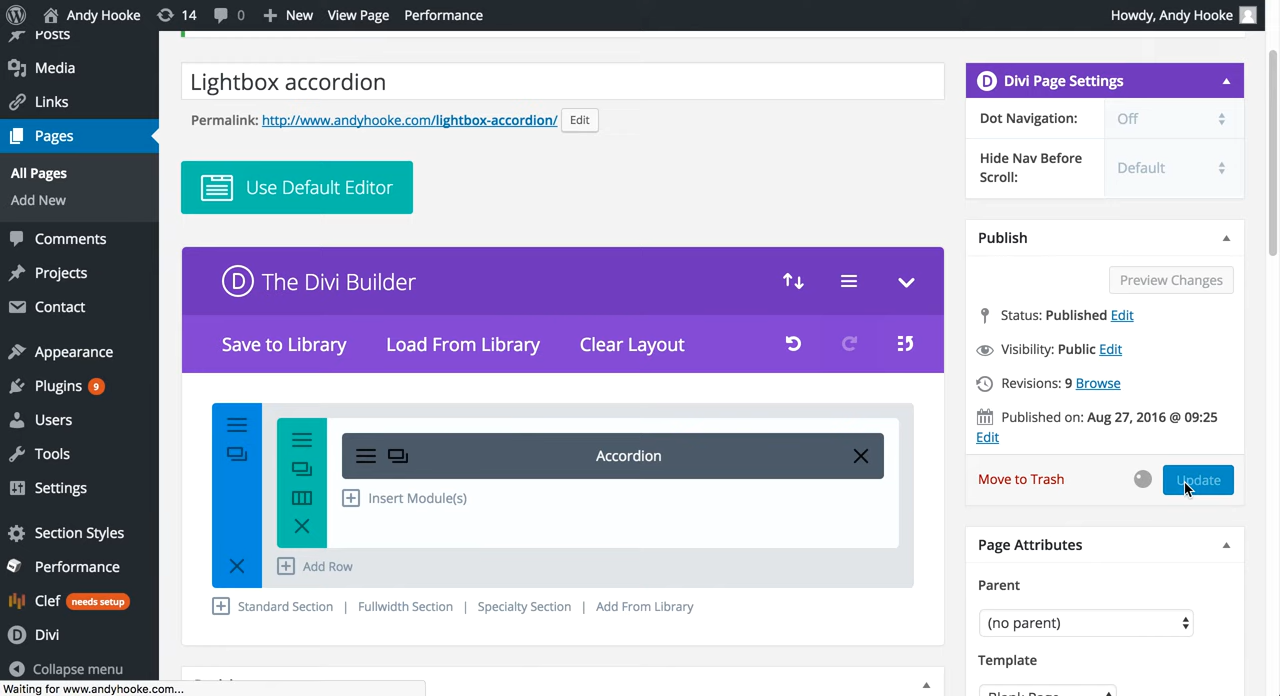 Andy Hooke
14
0
New
View Page
Performance
Howdy, Andy Hooke
Posts
Media
Links
Pages
All Pages
Add New
Comments
Projects
Contact
Appearance
Plugins 9
Users
Tools
Settings
Section Styles
Performance
Clef needs setup
Divi
Collapse menu
Waiting for www.andyhooke.com...
Lightbox accordion
Permalink: http://www.andyhooke.com/lightbox-accordion/ Edit
Use Default Editor
D The Divi Builder
Save to Library
Load From Library
Clear Layout
Accordion
Insert Module(s)
Add Row
Standard Section | Fullwidth Section | Specialty Section | Add From Library
D Divi Page Settings
Dot Navigation: Off
Hide Nav Before
Scroll:
Default
Publish
Preview Changes
Status: Published Edit
Visibility: Public Edit
Revisions: 9 Browse
Published on: Aug 27, 2016 @ 09:25
Edit
Move to Trash
Update
Page Attributes
Parent
(no parent)
Template
Blank Page